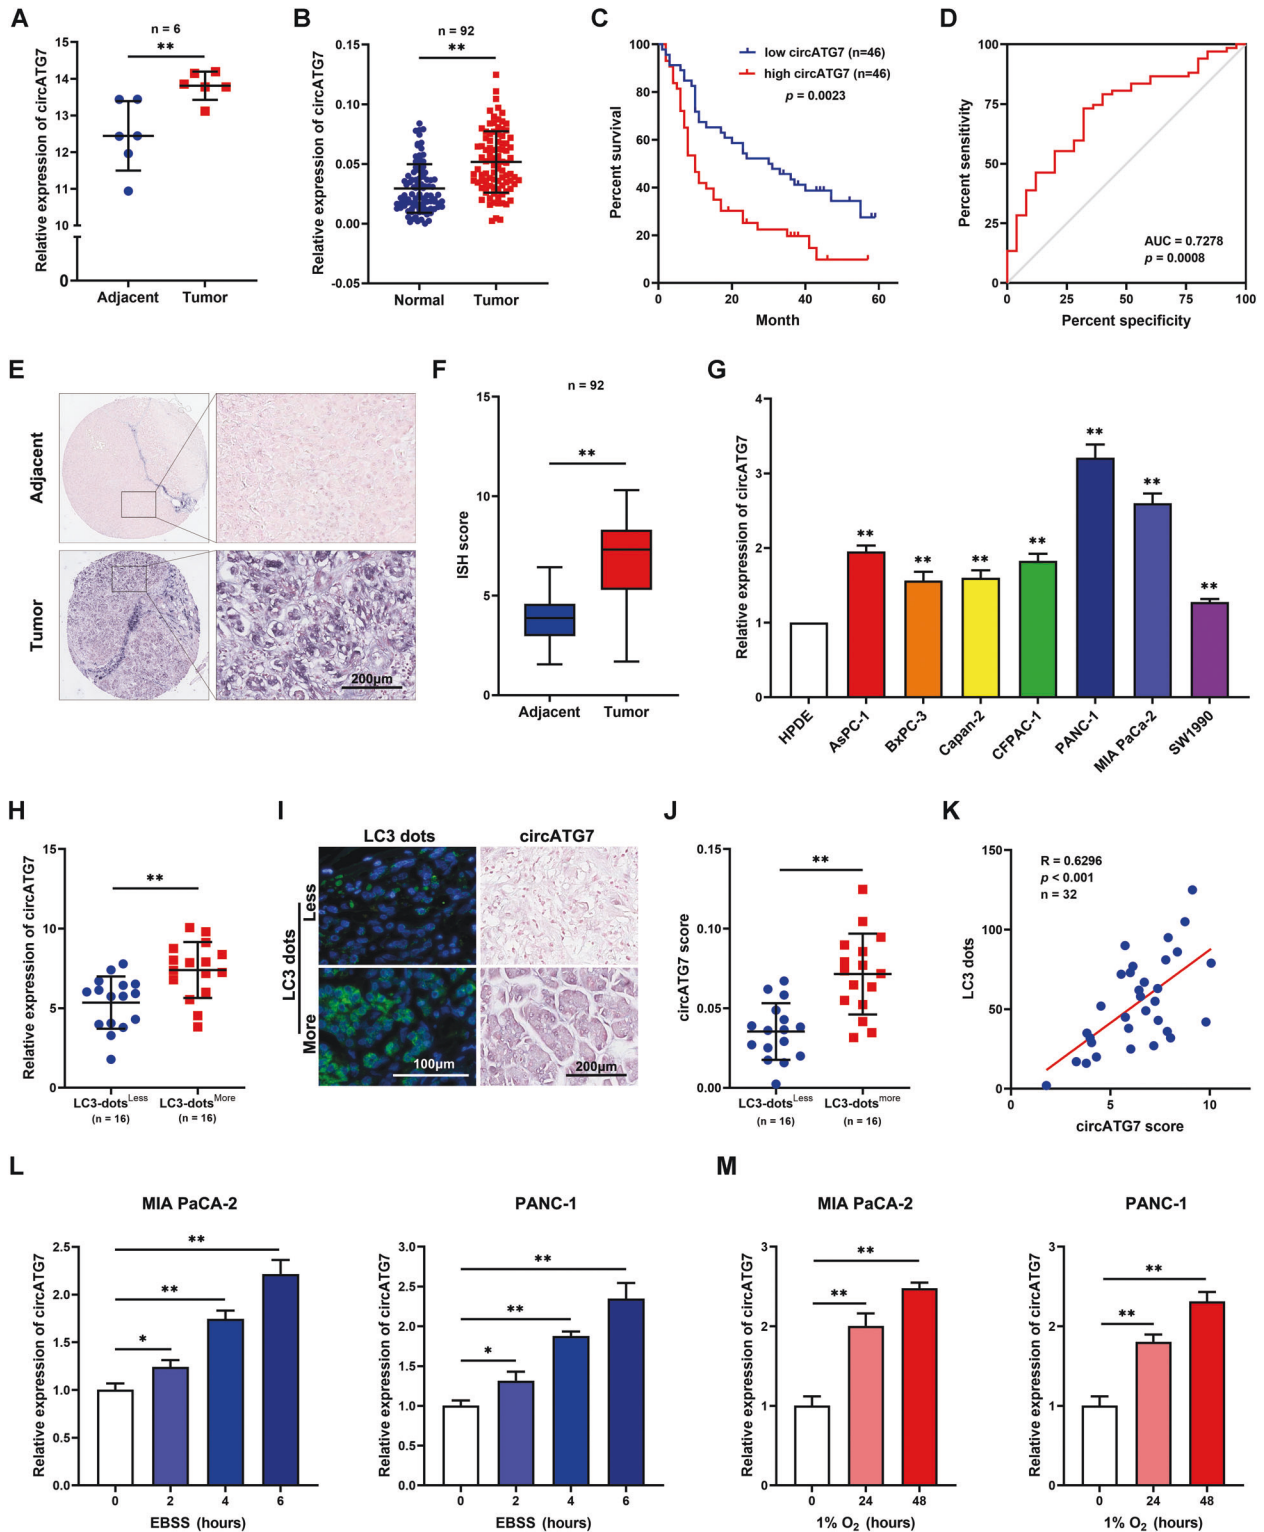 A
n = 6
**
Relative expression of circATG7
15
14
13
12
11
10
0
Adjacent
Tumor
B
n = 92
**
Relative expression of circATG7
0.15
0.10
0.05
0.00
-0.05
Normal
Tumor
C
low circATG7 (n=46)
high circATG7 (n=46)
p = 0.0023
Percent survival
100
80
60
40
20
0
0 20 40 60
Month
D
Percent sensitivity
100
75
50
25
0
AUC = 0.7278
p = 0.0008
0 25 50 75 100
Percent specificity
E
Adjacent
Tumor
200μm
F
n = 92
**
ISH score
15
10
5
0
Adjacent
Tumor
G
Relative expression of circATG7
4
3
2
1
0
** ** ** ** ** ** **
HPDE
AsPC-1
BxPC-3
Capan-2
CFPAC-1
PANC-1
MIA PaCa-2
SW1990
H
**
Relative expression of circATG7
15
10
5
0
LC3-dotsLess
(n = 16)
LC3-dotsMore
(n = 16)
I
LC3 dots
circATG7
LC3 dots
Less
More
100μm
200μm
J
**
circATG7 score
0.15
0.10
0.05
0.00
LC3-dotsLess
(n = 16)
LC3-dotsmore
(n = 16)
K
R = 0.6296
p < 0.001
n = 32
LC3 dots
150
100
50
0
0 5 10
circATG7 score
L
MIA PaCA-2
Relative expression of circATG7
2.5
2.0
1.5
1.0
0.5
0.0
**
**
*
0 2 4 6
EBSS (hours)
PANC-1
Relative expression of circATG7
3.0
2.5
2.0
1.5
1.0
0.5
0.0
**
**
*
0 2 4 6
EBSS (hours)
M
MIA PaCA-2
Relative expression of circATG7
3
2
1
0
**
**
0 24 48
1% O2 (hours)
PANC-1
Relative expression of circATG7
3
2
1
0
**
**
0 24 48
1% O2 (hours)